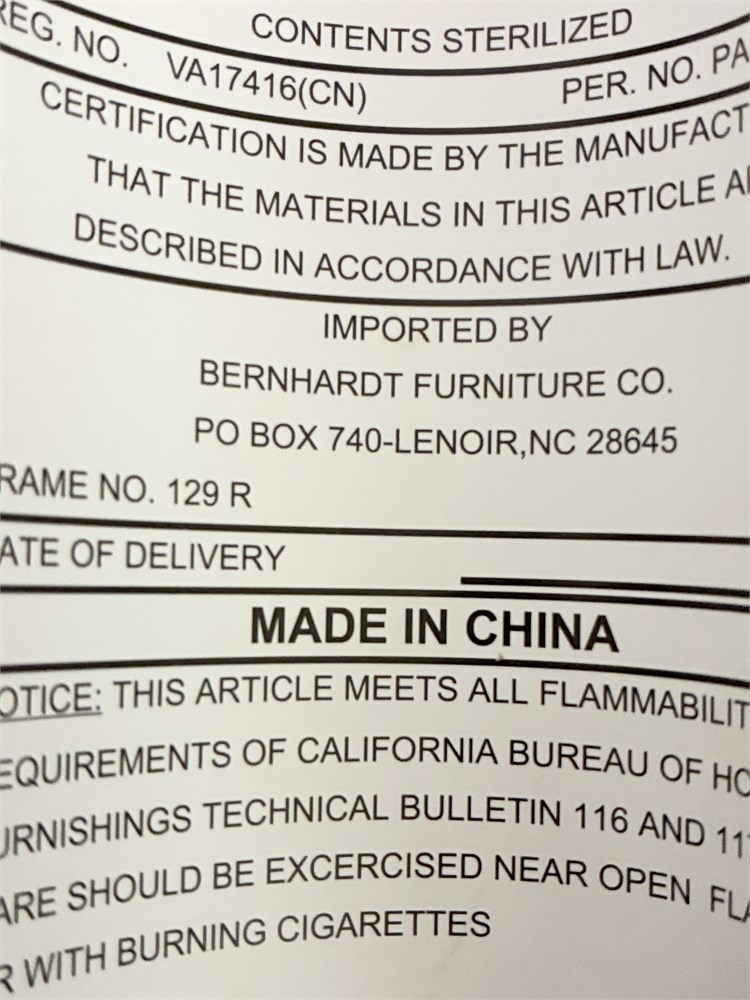 CONTENTS STERILIZED
REG. NO. VA17416(CN) PER. NO. PA
CERTIFICATION IS MADE BY THE MANUFACT
THAT THE MATERIALS IN THIS ARTICLE A
DESCRIBED IN ACCORDANCE WITH LAW.
IMPORTED BY
BERNHARDT FURNITURE CO.
PO BOX 740-LENOIR,NC 28645
RAME NO. 129 R
ATE OF DELIVERY
MADE IN CHINA
OTICE: THIS ARTICLE MEETS ALL FLAMMABILIT
EQUIREMENTS OF CALIFORNIA BUREAU OF HO
URNISHINGS TECHNICAL BULLETIN 116 AND 11
ARE SHOULD BE EXCERCISED NEAR OPEN FLA
R WITH BURNING CIGARETTES